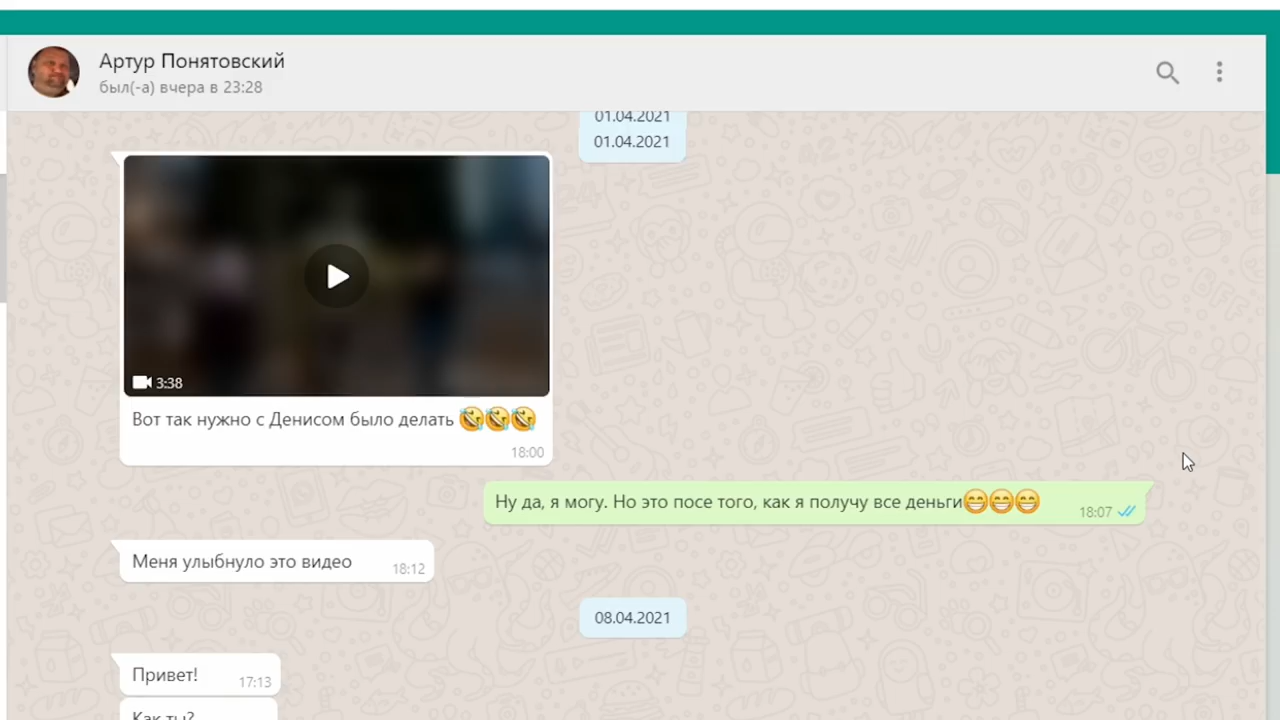 Артур Понятовский
был(-а) вчера в 23:28
01.04.2021
01.04.2021
3:38
Вот так нужно с Денисом было делать 🤣🤣🤣
18:00
Ну да, я могу. Но это посе того, как я получу все деньги😁😁😁 18:07
Меня улыбнуло это видео 18:12
08.04.2021
Привет! 17:13
Как ты?